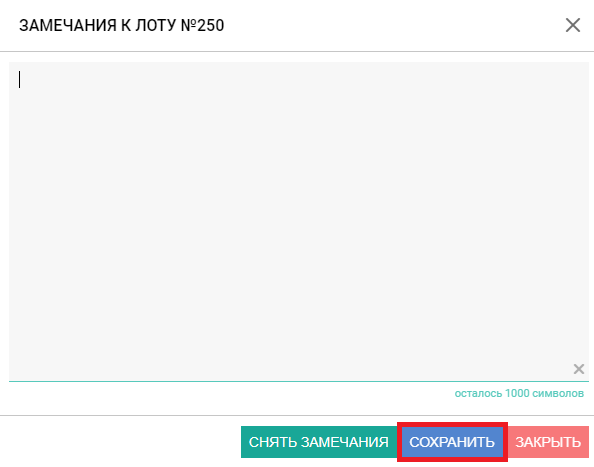 ЗАМЕЧАНИЯ К ЛОТУ №250
осталось 1000 символов
СНЯТЬ ЗАМЕЧАНИЯ СОХРАНИТЬ ЗАКРЫТЬ